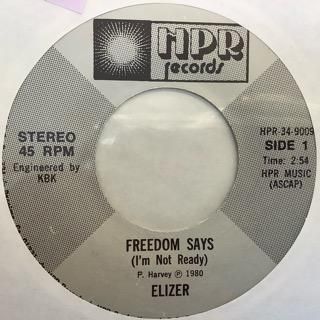 HPR
records
STEREO
45 RPM
Engineered by
KBK
HPR-34-9009
SIDE 1
Time: 2:54
HPR MUSIC
(ASCAP)
FREEDOM SAYS
(I'm Not Ready)
P. Harvey ℗ 1980
ELIZER